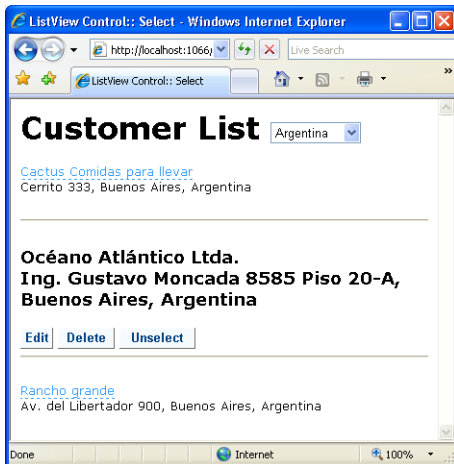 ListView Control:: Select - Windows Internet Explorer
http://localhost:1066/
Live Search
ListView Control:: Select
»
Customer List Argentina
Cactus Comidas para llevar
Cerrito 333, Buenos Aires, Argentina
Océano Atlántico Ltda.
Ing. Gustavo Moncada 8585 Piso 20-A,
Buenos Aires, Argentina
Edit Delete Unselect
Rancho grande
Av. del Libertador 900, Buenos Aires, Argentina
Done Internet 100%